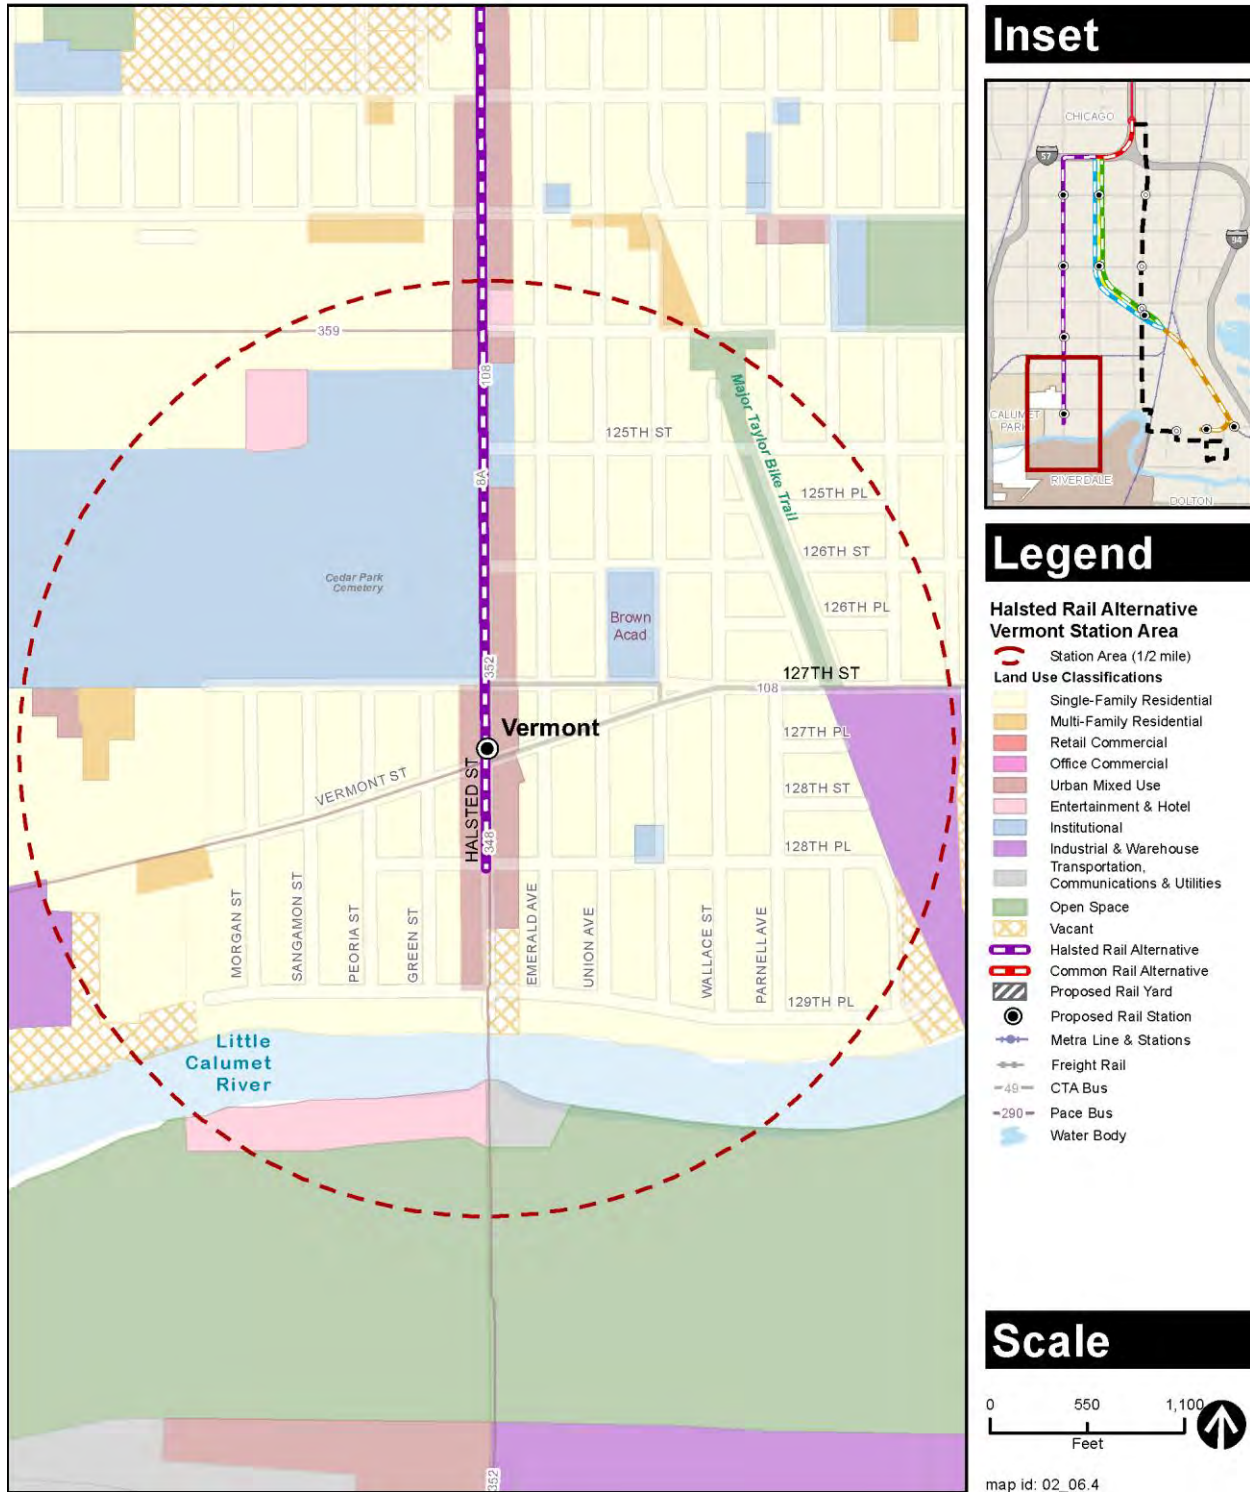 359
108
Major Taylor Bike Trail
125TH ST
8A
125TH PL
126TH ST
Cedar Park
Cemetery
126TH PL
Brown
Acad
352
127TH ST
108
Vermont
127TH PL
VERMONT ST
HALSTED ST
128TH ST
348
128TH PL
MORGAN ST
SANGAMON ST
PEORIA ST
GREEN ST
EMERALD AVE
UNION AVE
WALLACE ST
PARNELL AVE
129TH PL
Little
Calumet
River
352
Inset
CHICAGO
57
94
CALUMET
PARK
RIVERDALE
DOLTON
Legend
Halsted Rail Alternative
Vermont Station Area
Station Area (1/2 mile)
Land Use Classifications
Single-Family Residential
Multi-Family Residential
Retail Commercial
Office Commercial
Urban Mixed Use
Entertainment & Hotel
Institutional
Industrial & Warehouse
Transportation,
Communications & Utilities
Open Space
Vacant
Halsted Rail Alternative
Common Rail Alternative
Proposed Rail Yard
Proposed Rail Station
Metra Line & Stations
Freight Rail
49 CTA Bus
290 Pace Bus
Water Body
Scale
0 550 1,100
Feet
map id: 02_06.4